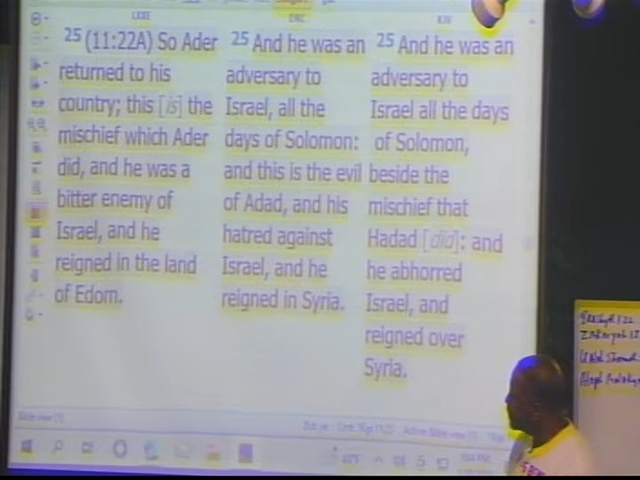 LXXE
DRC
KJV
25 (11:22A) So Ader
returned to his
country; this [is] the
mischief which Ader
did, and he was a
bitter enemy of
Israel, and he
reigned in the land
of Edom.
25 And he was an
adversary to
Israel, all the
days of Solomon:
and this is the evil
of Adad, and his
hatred against
Israel, and he
reigned in Syria.
25 And he was an
adversary to
Israel all the days
of Solomon,
beside the
mischief that
Hadad [did]: and
he abhorred
Israel, and
reigned over
Syria.